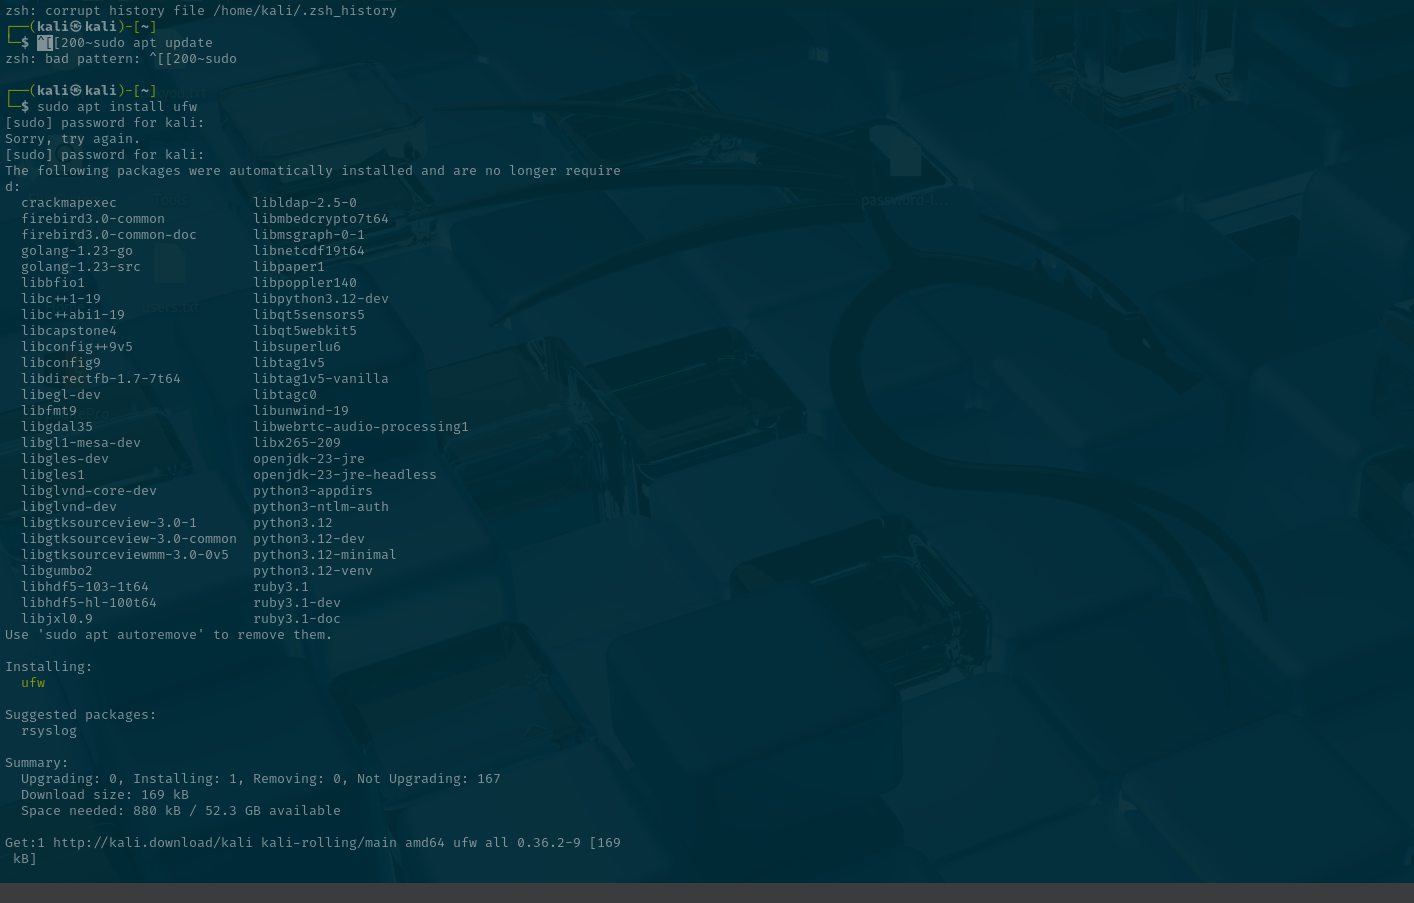 zsh: corrupt history file /home/kali/.zsh_history
┌──(kali㉿kali)-[~]
└─$ ^[[200~sudo apt update
zsh: bad pattern: ^[[200~sudo
┌──(kali㉿kali)-[~]
└─$ sudo apt install ufw
[sudo] password for kali:
Sorry, try again.
[sudo] password for kali:
The following packages were automatically installed and are no longer require
d:
  crackmapexec                 libldap-2.5-0
  firebird3.0-common           libmbedcrypto7t64
  firebird3.0-common-doc       libmsgraph-0-1
  golang-1.23-go               libnetcdf19t64
  golang-1.23-src              libpaper1
  libbfio1                     libpoppler140
  libc++1-19                   libpython3.12-dev
  libc++abi1-19                libqt5sensors5
  libcapstone4                 libqt5webkit5
  libconfig++9v5               libsuperlu6
  libconfig9                   libtag1v5
  libdirectfb-1.7-7t64         libtag1v5-vanilla
  libegl-dev                   libtagc0
  libfmt9                      libunwind-19
  libgdal35                    libwebrtc-audio-processing1
  libgl1-mesa-dev              libx265-209
  libgles-dev                  openjdk-23-jre
  libgles1                     openjdk-23-jre-headless
  libglvnd-core-dev            python3-appdirs
  libglvnd-dev                 python3-ntlm-auth
  libgtksourceview-3.0-1       python3.12
  libgtksourceview-3.0-common  python3.12-dev
  libgtksourceviewmm-3.0-0v5   python3.12-minimal
  libgumbo2                    python3.12-venv
  libhdf5-103-1t64             ruby3.1
  libhdf5-hl-100t64            ruby3.1-dev
  libjxl0.9                    ruby3.1-doc
Use 'sudo apt autoremove' to remove them.
Installing:
  ufw
Suggested packages:
  rsyslog
Summary:
  Upgrading: 0, Installing: 1, Removing: 0, Not Upgrading: 167
  Download size: 169 kB
  Space needed: 880 kB / 52.3 GB available
Get:1 http://kali.download/kali kali-rolling/main amd64 ufw all 0.36.2-9 [169
 kB]
password-l...
users.txt